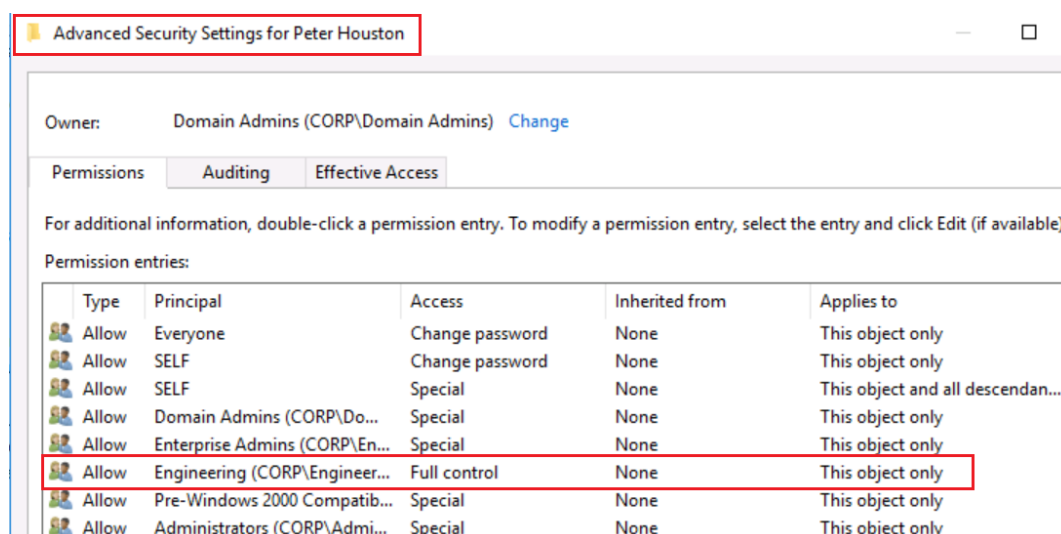 Advanced Security Settings for Peter Houston
Owner: Domain Admins (CORP\Domain Admins) Change
Permissions Auditing Effective Access
For additional information, double-click a permission entry. To modify a permission entry, select the entry and click Edit (if available)
Permission entries:
Type Principal Access Inherited from Applies to
Allow Everyone Change password None This object only
Allow SELF Change password None This object only
Allow SELF Special None This object and all descendan...
Allow Domain Admins (CORP\Do... Special None This object only
Allow Enterprise Admins (CORP\En... Special None This object only
Allow Engineering (CORP\Engineer... Full control None This object only
Allow Pre-Windows 2000 Compatib... Special None This object only
Allow Administrators (CORP\Admi... Special None This object only